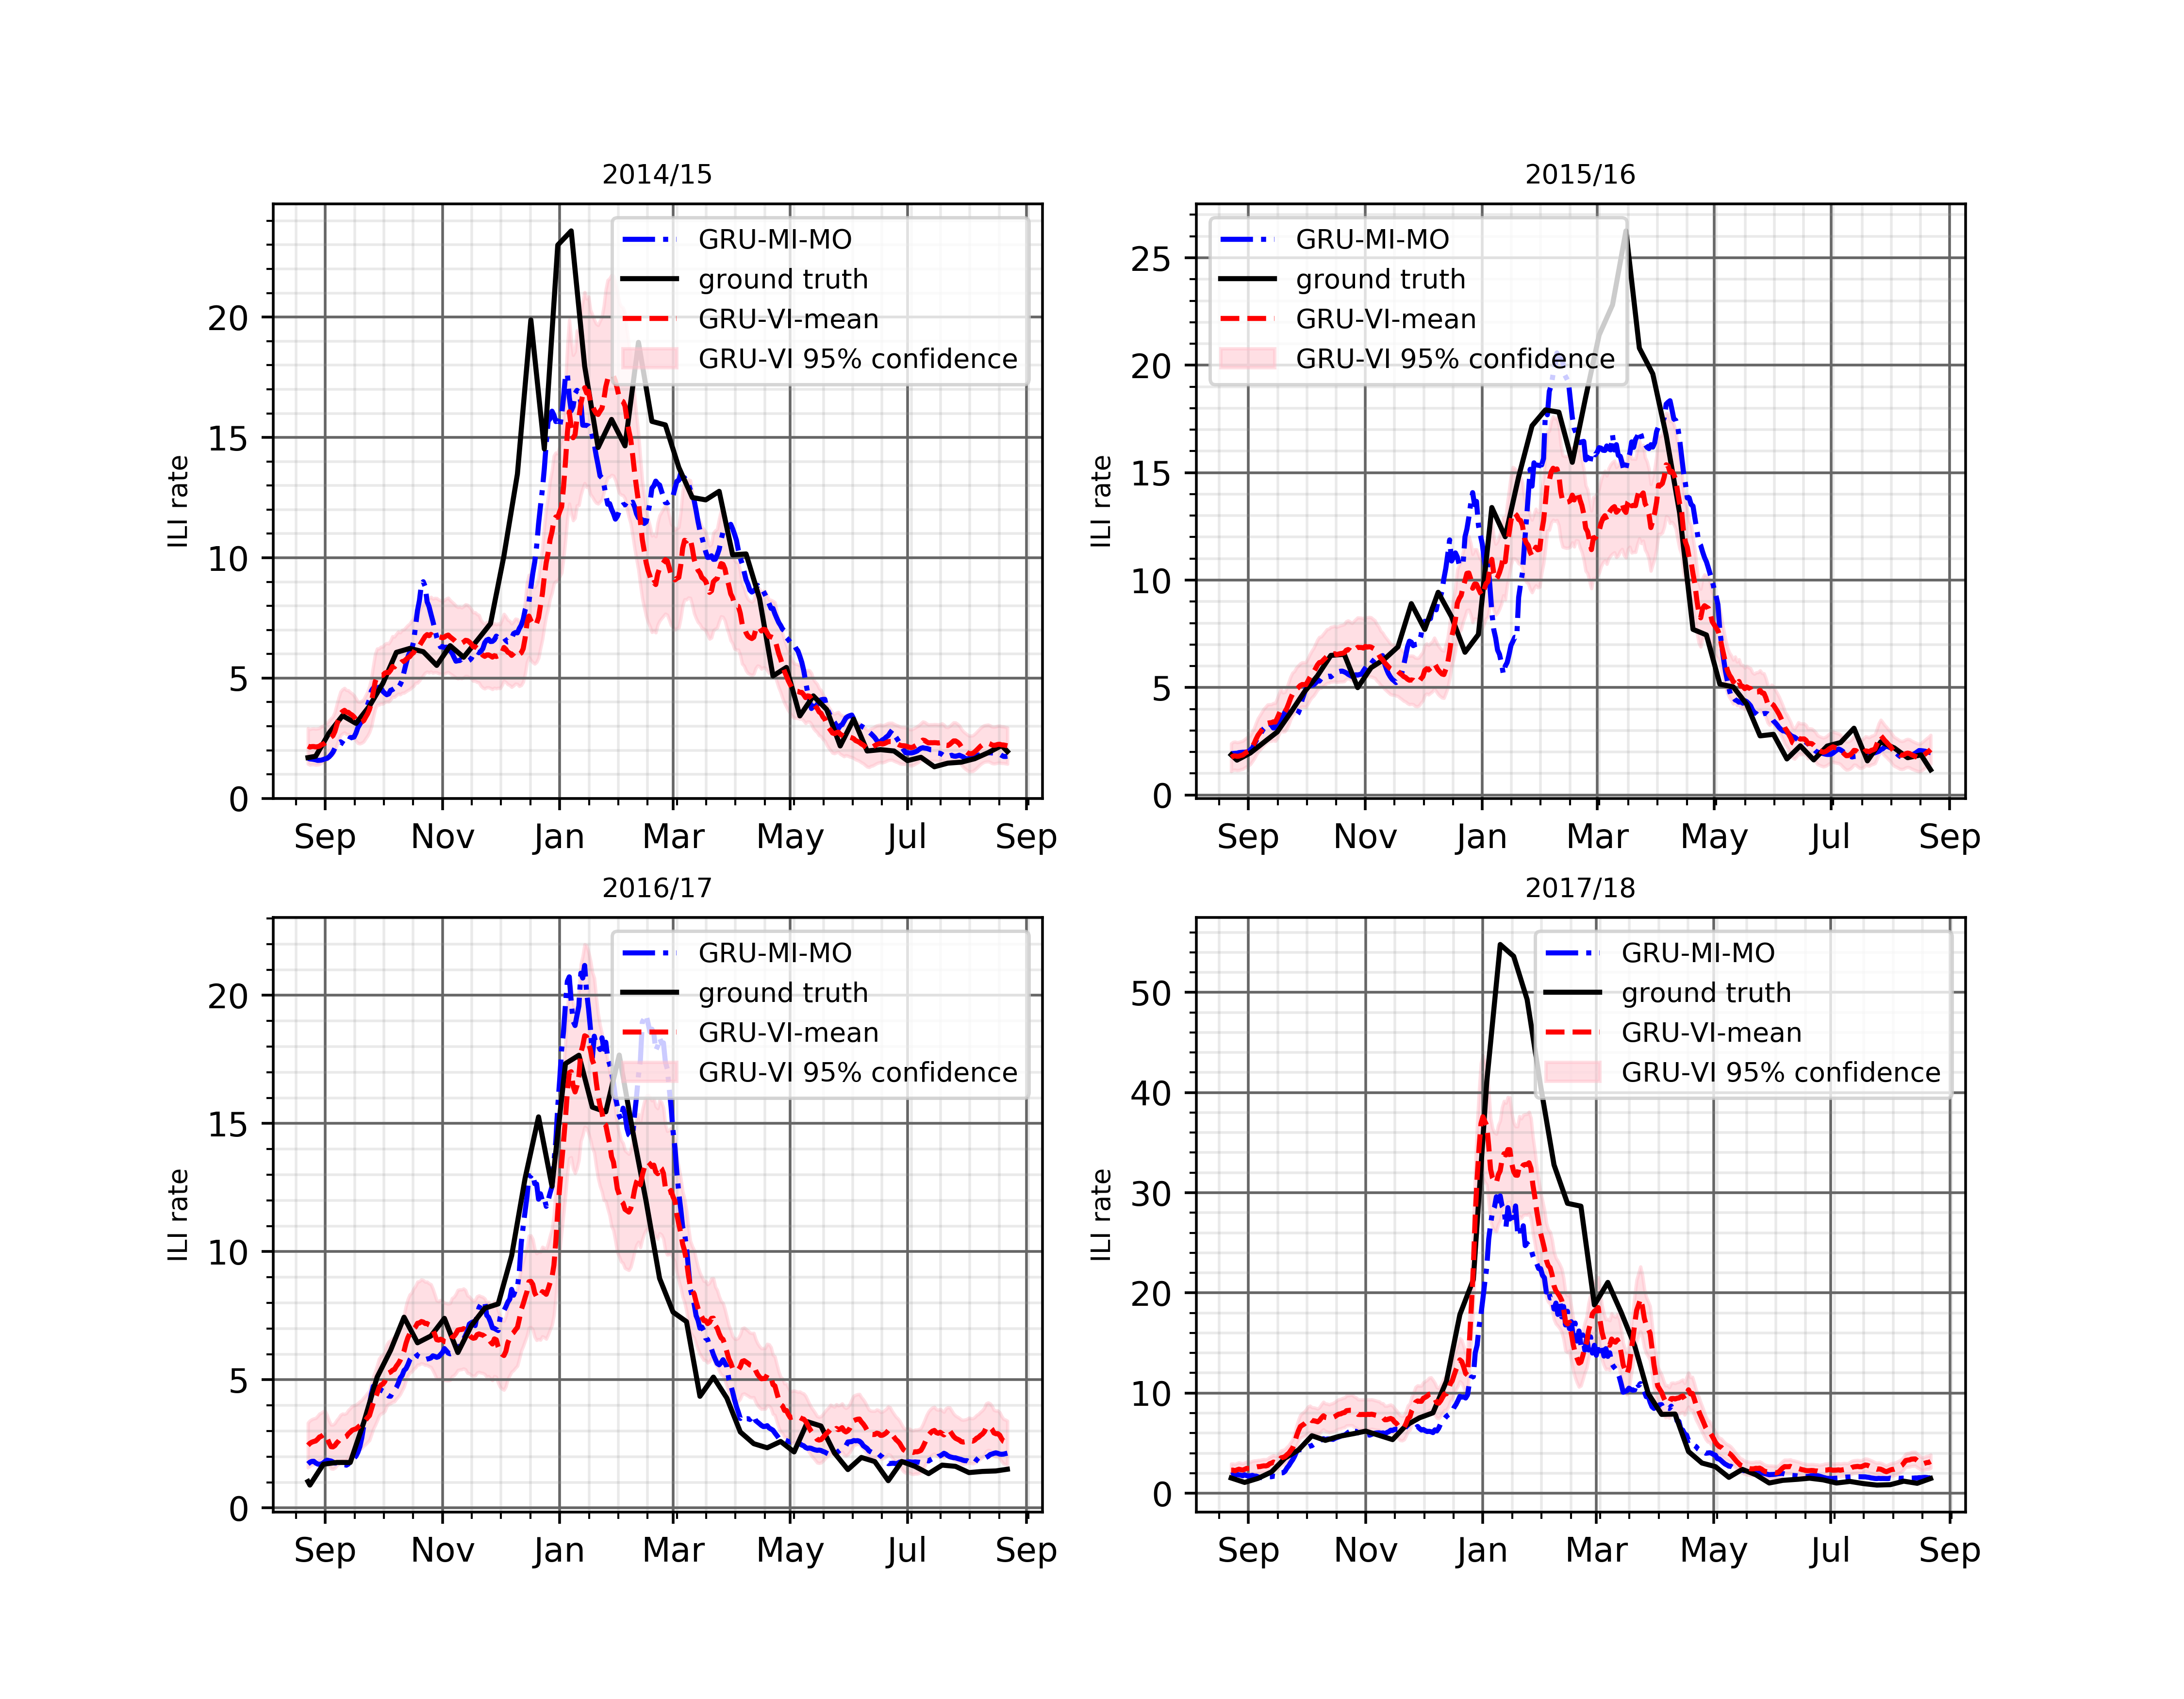 2014/15
ILI rate
20
15
10
5
0
GRU-MI-MO
ground truth
GRU-VI-mean
GRU-VI 95% confidence
Sep Nov Jan Mar May Jul Sep
2015/16
ILI rate
25
20
15
10
5
0
GRU-MI-MO
ground truth
GRU-VI-mean
GRU-VI 95% confidence
Sep Nov Jan Mar May Jul Sep
2016/17
ILI rate
20
15
10
5
0
GRU-MI-MO
ground truth
GRU-VI-mean
GRU-VI 95% confidence
Sep Nov Jan Mar May Jul Sep
2017/18
ILI rate
50
40
30
20
10
0
GRU-MI-MO
ground truth
GRU-VI-mean
GRU-VI 95% confidence
Sep Nov Jan Mar May Jul Sep